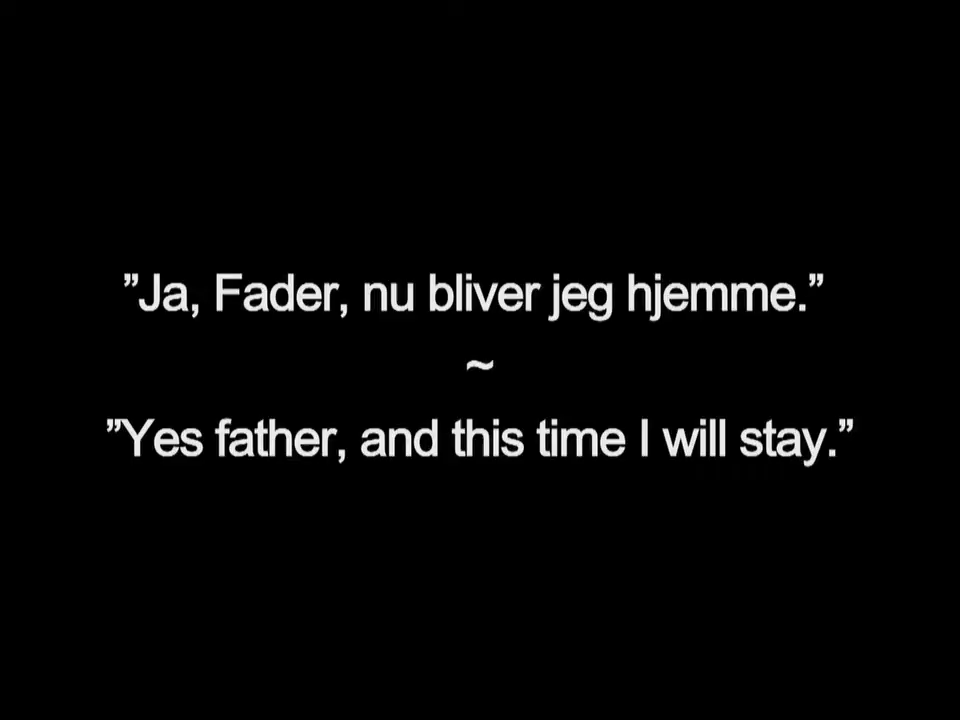 ”Ja, Fader, nu bliver jeg hjemme.”
~
”Yes father, and this time I will stay.”